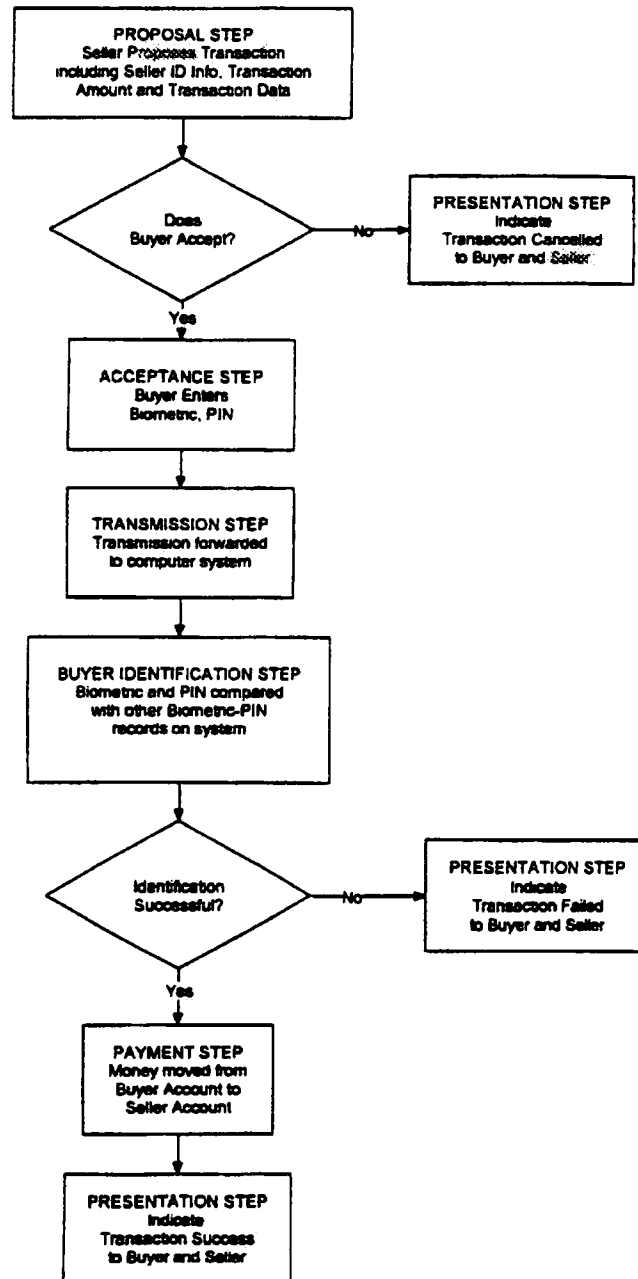 PROPOSAL STEP
Seller Proposes Transaction
including Seller ID Info, Transaction
Amount and Transaction Data
Does
Buyer Accept?
No
PRESENTATION STEP
Indicate
Transaction Cancelled
to Buyer and Seller
Yes
ACCEPTANCE STEP
Buyer Enters
Biometric, PIN
TRANSMISSION STEP
Transmission forwarded
to computer system
BUYER IDENTIFICATION STEP
Biometric and PIN compared
with other Biometric-PIN
records on system
Identification
Successful?
No
PRESENTATION STEP
Indicate
Transaction Failed
to Buyer and Seller
Yes
PAYMENT STEP
Money moved from
Buyer Account to
Seller Account
PRESENTATION STEP
Indicate
Transaction Success
to Buyer and Seller